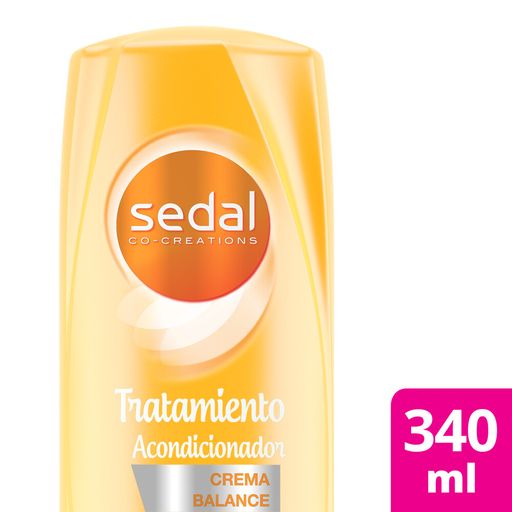 sedal
CO-CREATIONS
Tratamiento
Acondicionador
CREMA
BALANCE
340
ml